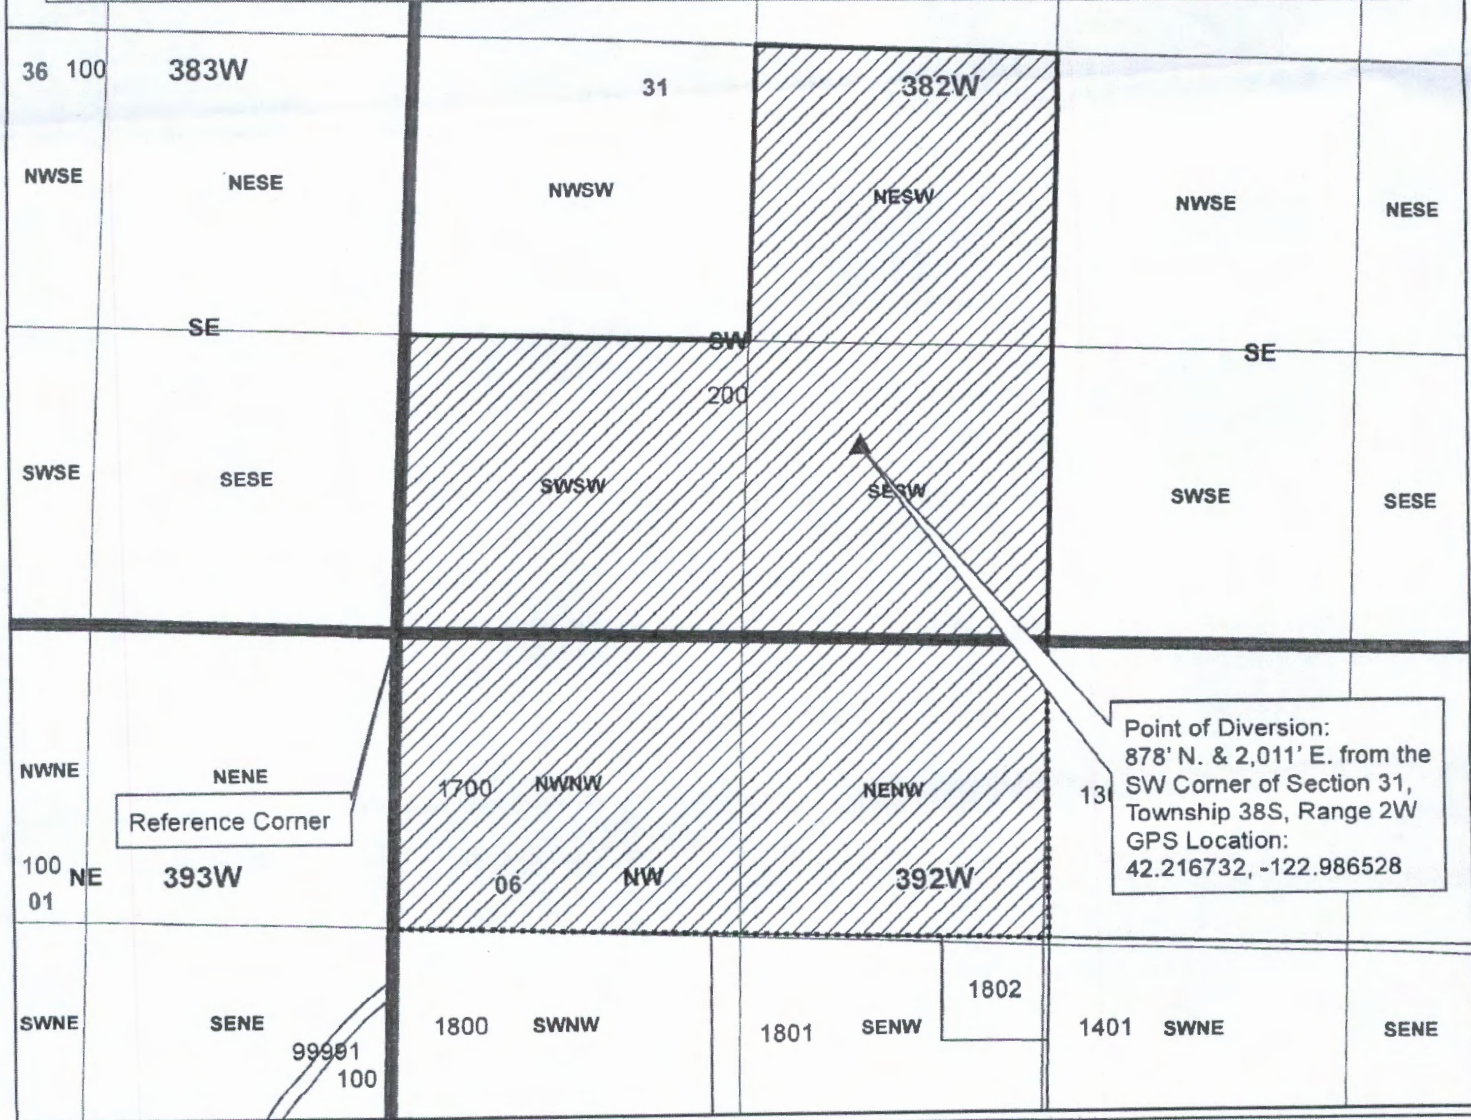 36 100 383W 31 382W
NWSE NESE NWSW NESW NWSE NESE
SE SW SE
200
SWSE SESE SWSW SESW SWSE SESE
NWNE NENE 1700 NWNW NENW
Reference Corner
Point of Diversion:
878' N. & 2,011' E. from the
SW Corner of Section 31,
Township 38S, Range 2W
GPS Location:
42.216732, -122.986528
100 NE 393W 06 NW 392W
01
1802
SWNE SENE 1800 SWNW 1801 SENW 1401 SWNE SENE
99991
100